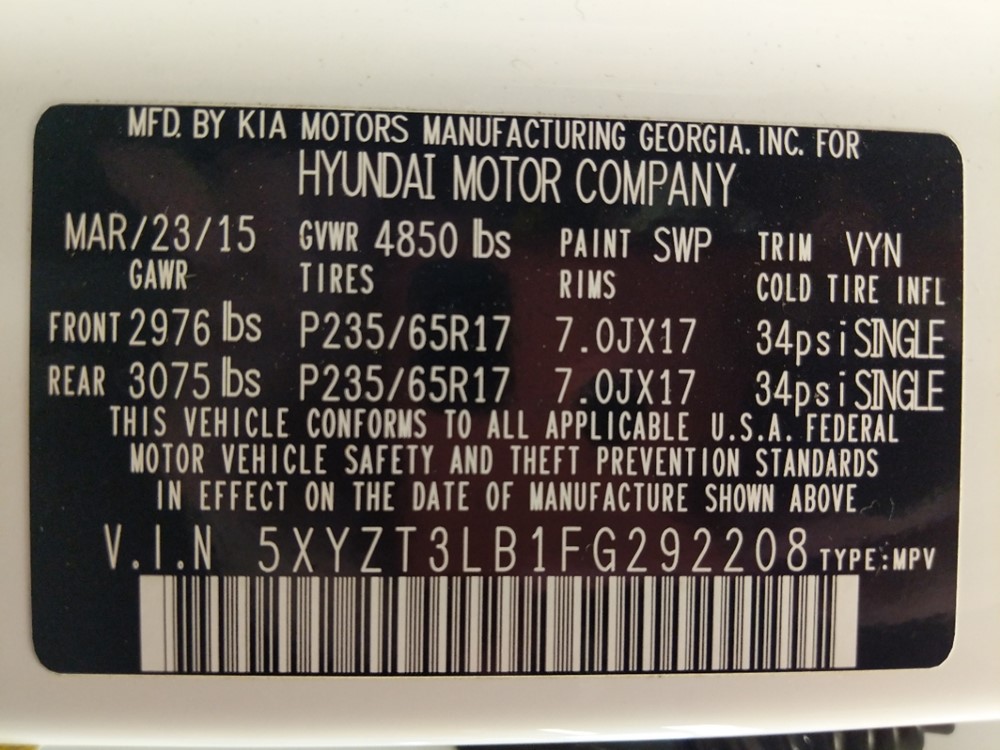 MFD. BY KIA MOTORS MANUFACTURING GEORGIA. INC. FOR
HYUNDAI MOTOR COMPANY
MAR/23/15 GVWR 4850 lbs PAINT SWP TRIM VYN
GAWR TIRES RIMS COLD TIRE INFL
FRONT 2976 lbs P235/65R17 7.0JX17 34psi SINGLE
REAR 3075 lbs P235/65R17 7.0JX17 34psi SINGLE
THIS VEHICLE CONFORMS TO ALL APPLICABLE U.S.A. FEDERAL
MOTOR VEHICLE SAFETY AND THEFT PREVENTION STANDARDS
IN EFFECT ON THE DATE OF MANUFACTURE SHOWN ABOVE
V.I.N 5XYZT3LB1FG292208 TYPE:MPV